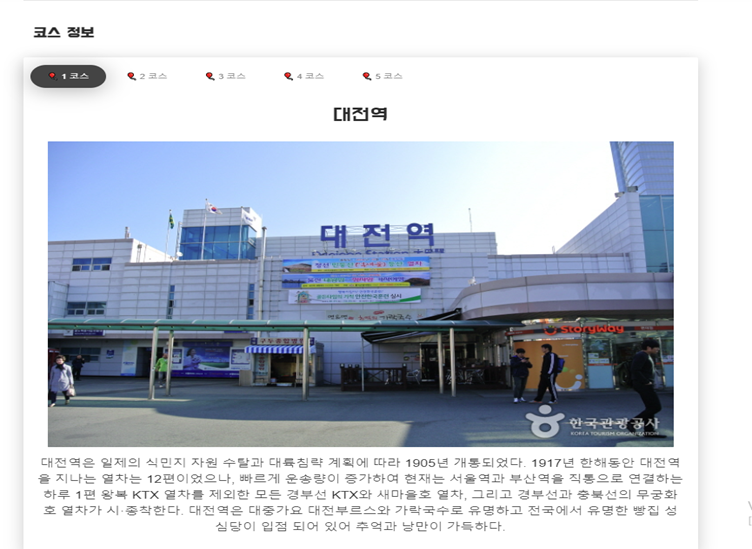 코스 정보
1 코스
2 코스
3 코스
4 코스
5 코스
대전역
대전역
Storyway
한국관광공사
KOREA TOURISM ORGANIZATION
대전역은 일제의 식민지 자원 수탈과 대륙침략 계획에 따라 1905년 개통되었다. 1917년 한해동안 대전역
을 지나는 열차는 12편이었으나, 빠르게 운송량이 증가하여 현재는 서울역과 부산역을 직통으로 연결하는
하루 1편 왕복 KTX 열차를 제외한 모든 경부선 KTX와 새마을호 열차, 그리고 경부선과 충북선의 무궁화
호 열차가 시·종착한다. 대전역은 대중가요 대전부르스와 가락국수로 유명하고 전국에서 유명한 빵집 성
심당이 입점 되어 있어 추억과 낭만이 가득하다.